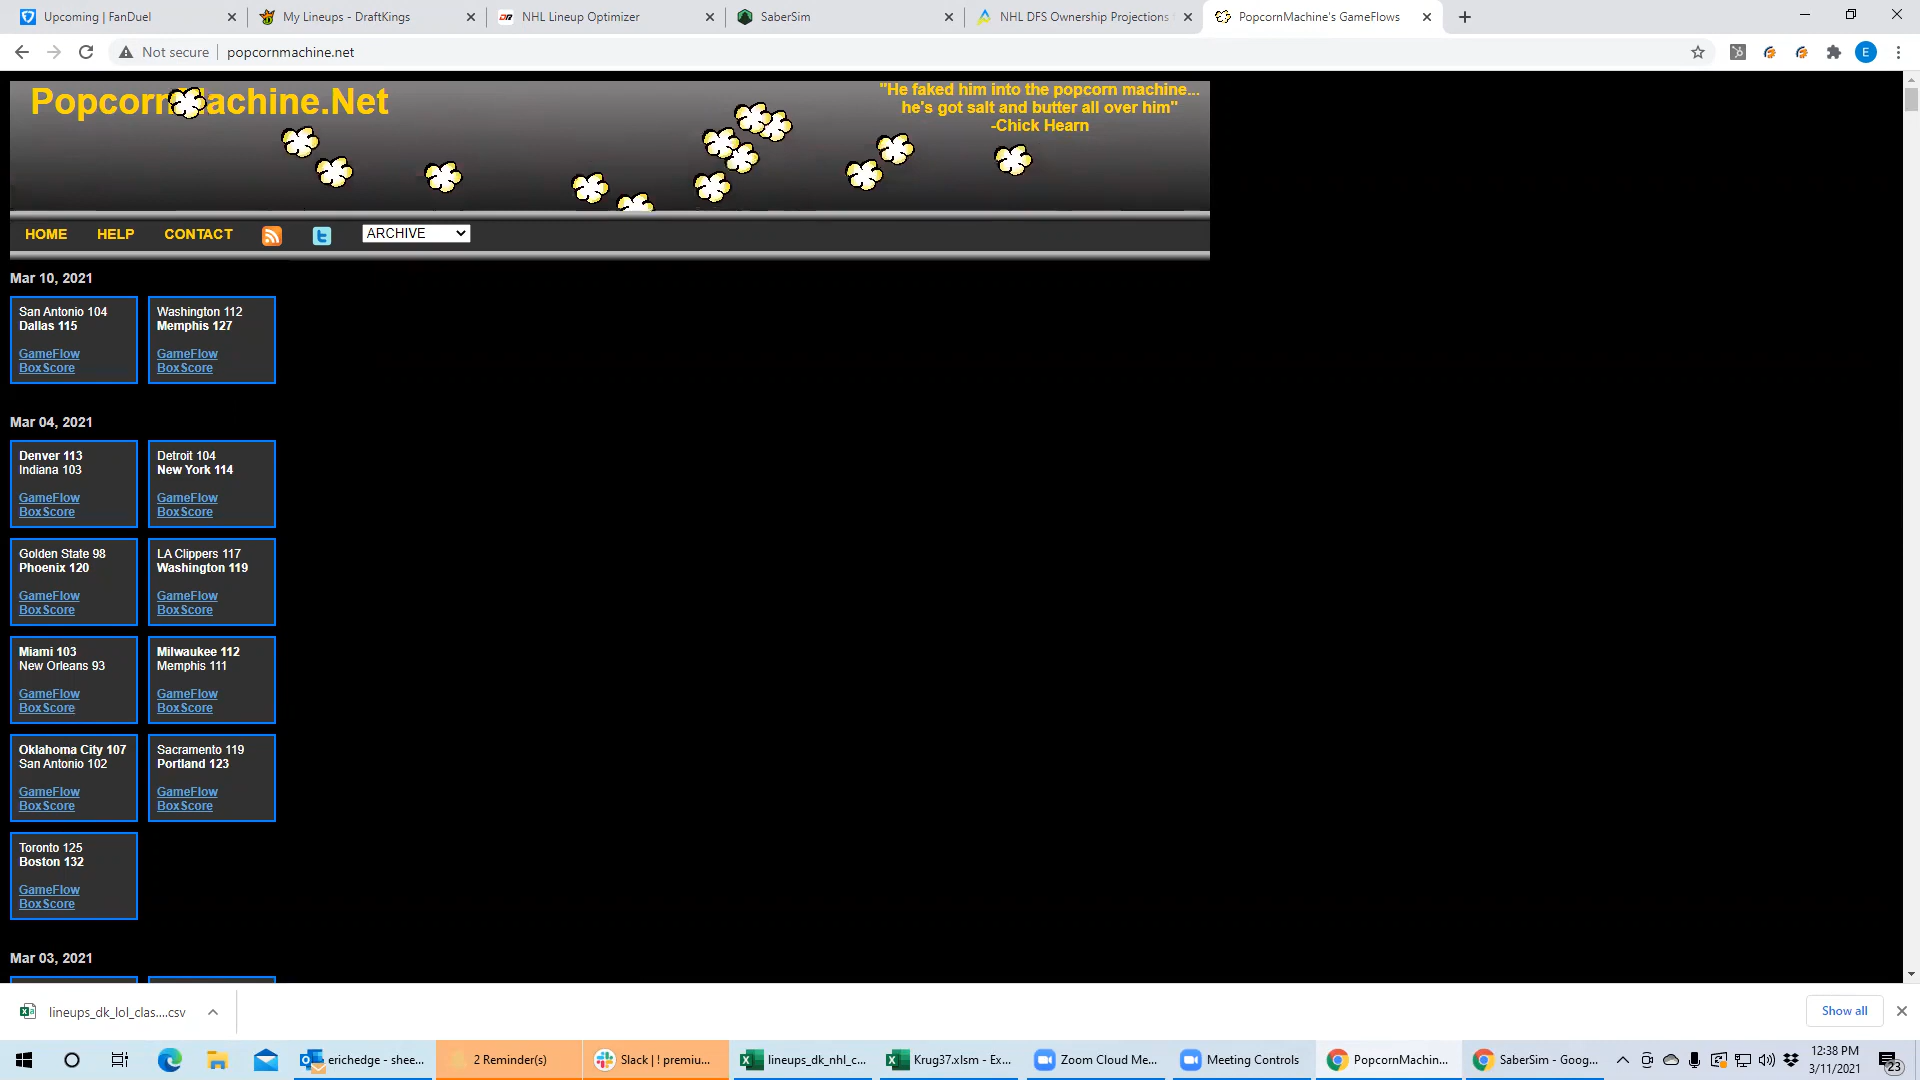 Upcoming | FanDuel
My Lineups - DraftKings
NHL Lineup Optimizer
SaberSim
NHL DFS Ownership Projections
PopcornMachine's GameFlows
Not secure
popcornmachine.net
E
"He faked him into the popcorn machine...
he's got salt and butter all over him"
-Chick Hearn
HOME
HELP
CONTACT
ARCHIVE
Mar 10, 2021
San Antonio 104
Dallas 115
GameFlow
BoxScore
Washington 112
Memphis 127
GameFlow
BoxScore
Mar 04, 2021
Denver 113
Indiana 103
GameFlow
BoxScore
Detroit 104
New York 114
GameFlow
BoxScore
Golden State 98
Phoenix 120
GameFlow
BoxScore
LA Clippers 117
Washington 119
GameFlow
BoxScore
Miami 103
New Orleans 93
GameFlow
BoxScore
Milwaukee 112
Memphis 111
GameFlow
BoxScore
Oklahoma City 107
San Antonio 102
GameFlow
BoxScore
Sacramento 119
Portland 123
GameFlow
BoxScore
Toronto 125
Boston 132
GameFlow
BoxScore
Mar 03, 2021
lineups_dk_lol_clas....csv
Show all
erichedge - shee...
2 Reminder(s)
Slack | ! premiu...
lineups_dk_nhl_c...
Krug37.xlsm - Ex...
Zoom Cloud Me...
Meeting Controls
PopcornMachin...
SaberSim - Goog...
12:38 PM
3/11/2021
23